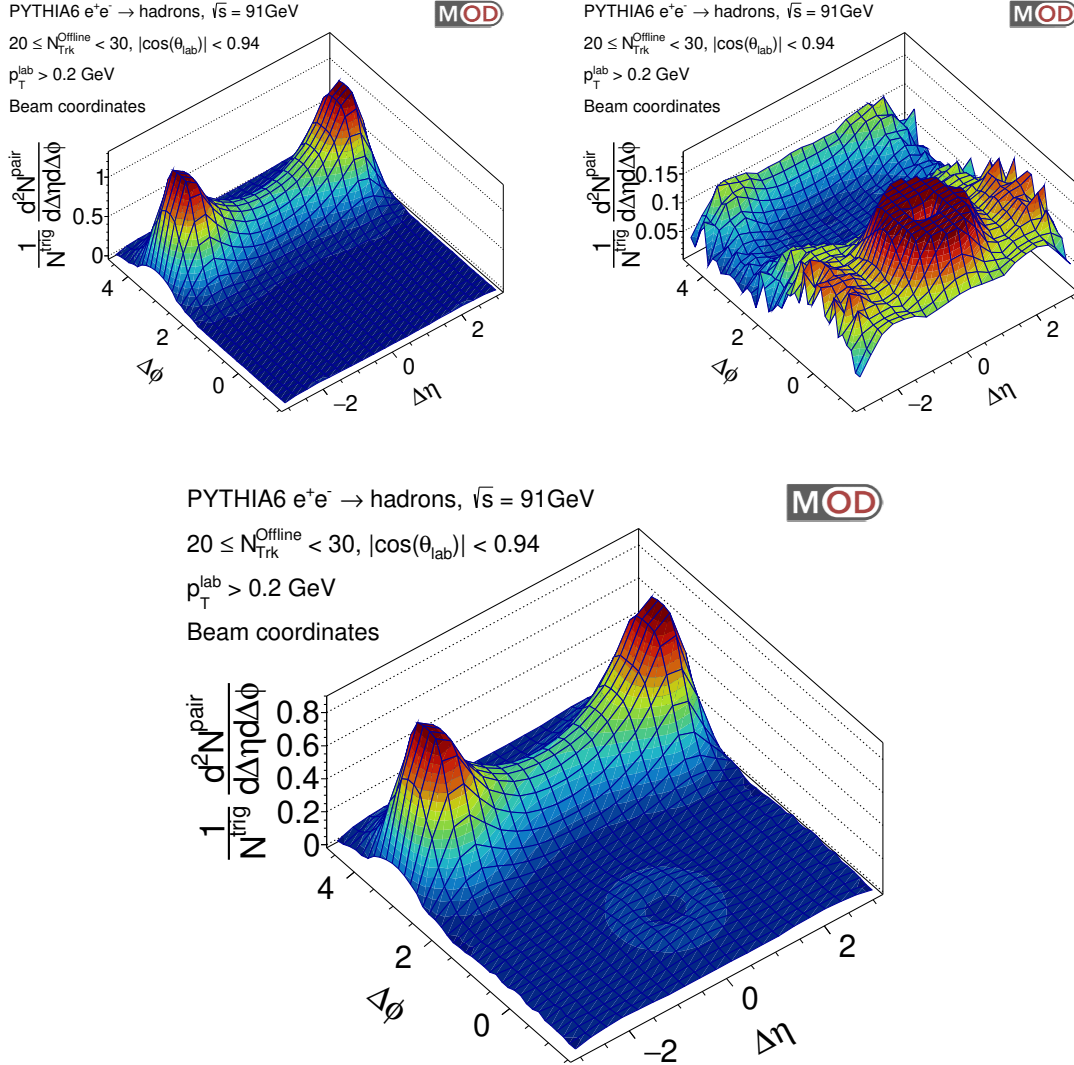 PYTHIA6 e⁺e⁻ → hadrons, √s = 91GeV
MOD
20 ≤ N_Trk^Offline < 30, |cos(θ_lab)| < 0.94
p_T^lab > 0.2 GeV
Beam coordinates
1/N^trig d²N^pair/dΔηdΔφ
1
0.5
0
4
2
0
Δφ
−2
0
2
Δη
PYTHIA6 e⁺e⁻ → hadrons, √s = 91GeV
MOD
20 ≤ N_Trk^Offline < 30, |cos(θ_lab)| < 0.94
p_T^lab > 0.2 GeV
Beam coordinates
1/N^trig d²N^pair/dΔηdΔφ
0.15
0.1
0.05
4
2
0
Δφ
−2
0
2
Δη
PYTHIA6 e⁺e⁻ → hadrons, √s = 91GeV
MOD
20 ≤ N_Trk^Offline < 30, |cos(θ_lab)| < 0.94
p_T^lab > 0.2 GeV
Beam coordinates
1/N^trig d²N^pair/dΔηdΔφ
0.8
0.6
0.4
0.2
0
4
2
0
Δφ
−2
0
2
Δη